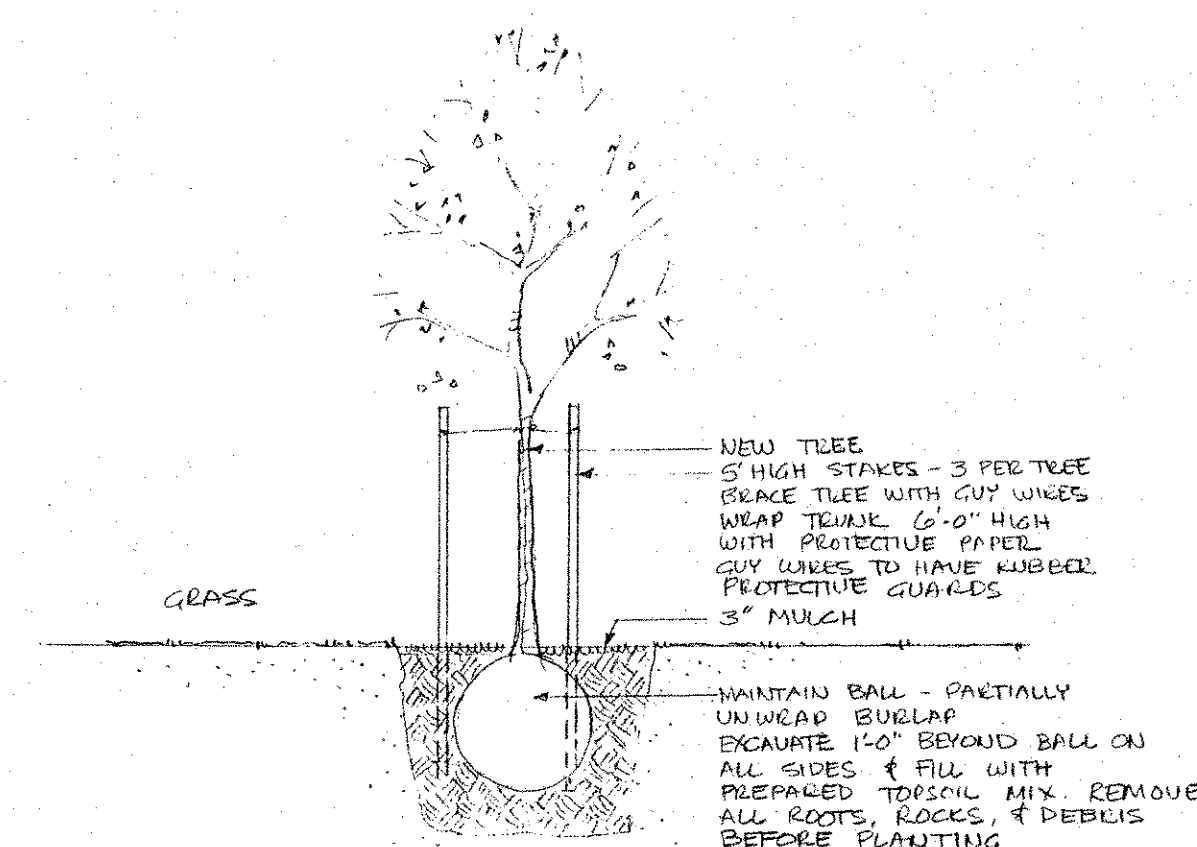 NEW TREE
5' HIGH STAKES - 3 PER TREE
BRACE TREE WITH GUY WIRES
WRAP TRUNK 6'-0" HIGH
WITH PROTECTIVE PAPER
GUY WIRES TO HAVE RUBBER
PROTECTIVE GUARDS
GRASS
3" MULCH
MAINTAIN BALL - PARTIALLY
UNWRAP BURLAP
EXCAVATE 1'-0" BEYOND BALL ON
ALL SIDES & FILL WITH
PREPARED TOPSOIL MIX. REMOVE
ALL ROOTS, ROCKS, & DEBRIS
BEFORE PLANTING